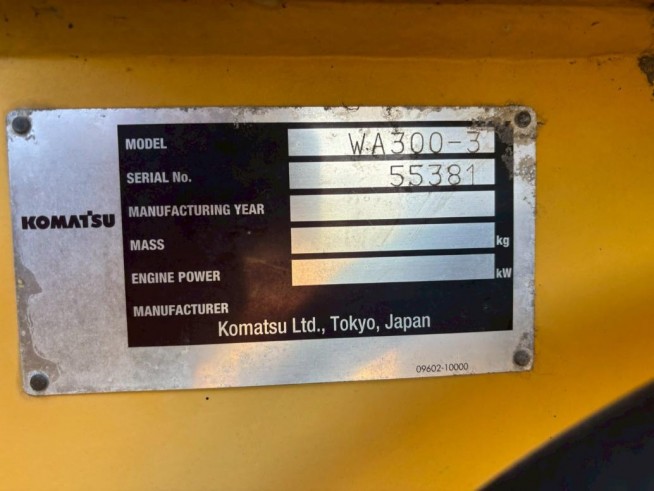 MODEL WA300-3
SERIAL No. 55381
MANUFACTURING YEAR
KOMATSU
MASS kg
ENGINE POWER kW
MANUFACTURER
Komatsu Ltd., Tokyo, Japan
09602-10000